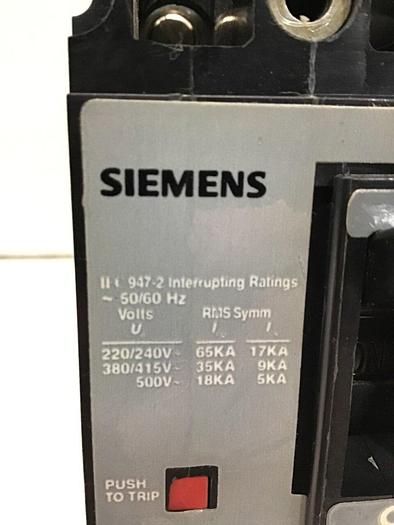 SIEMENS
947-2 Interrupting Ratings
~ 50/60 Hz
Volts RMS Symm
U I I
220/240V~ 65KA 17KA
380/415V~ 35KA 9KA
500V~ 18KA 5KA
PUSH
TO TRIP